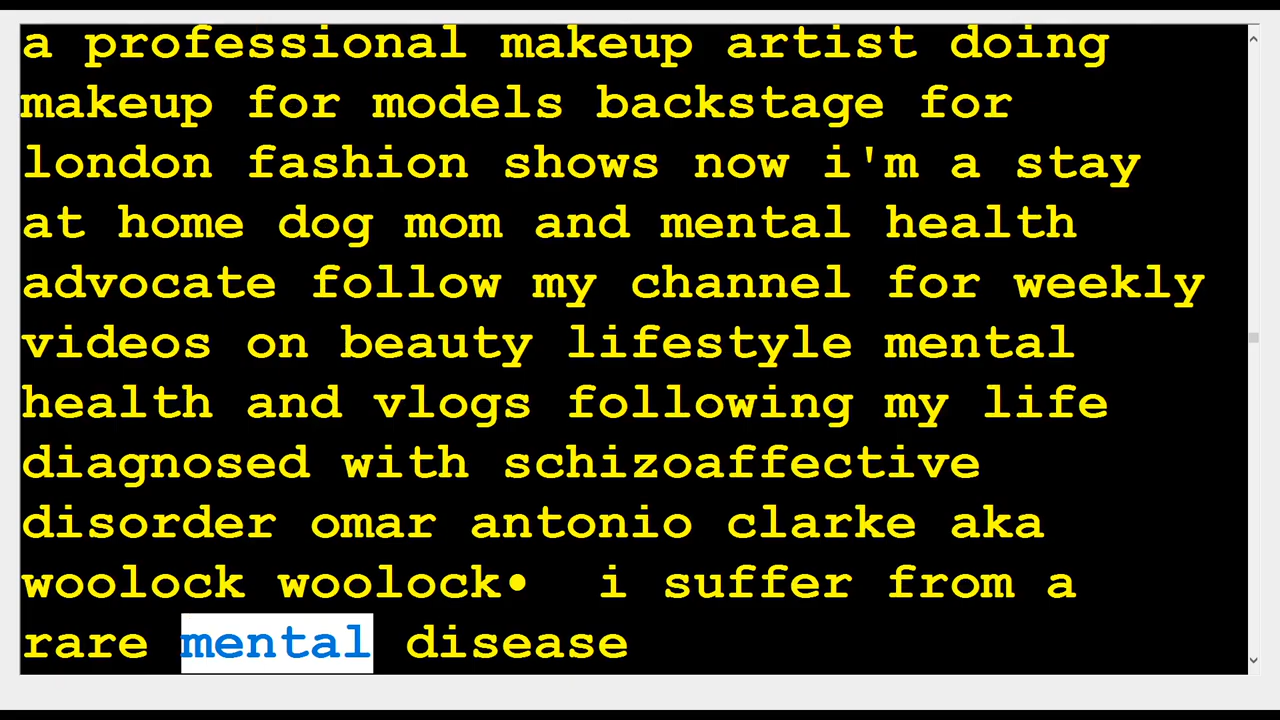 a professional makeup artist doing
makeup for models backstage for
london fashion shows now i'm a stay
at home dog mom and mental health
advocate follow my channel for weekly
videos on beauty lifestyle mental
health and vlogs following my life
diagnosed with schizoaffective
disorder omar antonio clarke aka
woolock woolock•  i suffer from a
rare mental disease